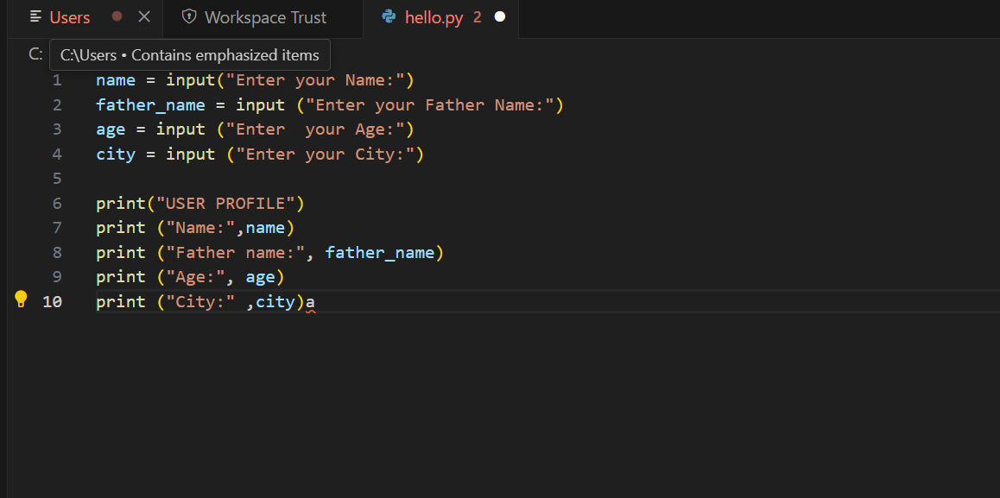 Users Workspace Trust hello.py 2
C:
C:\Users • Contains emphasized items
1 name = input("Enter your Name:")
2 father_name = input ("Enter your Father Name:")
3 age = input ("Enter  your Age:")
4 city = input ("Enter your City:")
5
6 print("USER PROFILE")
7 print ("Name:",name)
8 print ("Father name:", father_name)
9 print ("Age:", age)
10 print ("City:" ,city)a